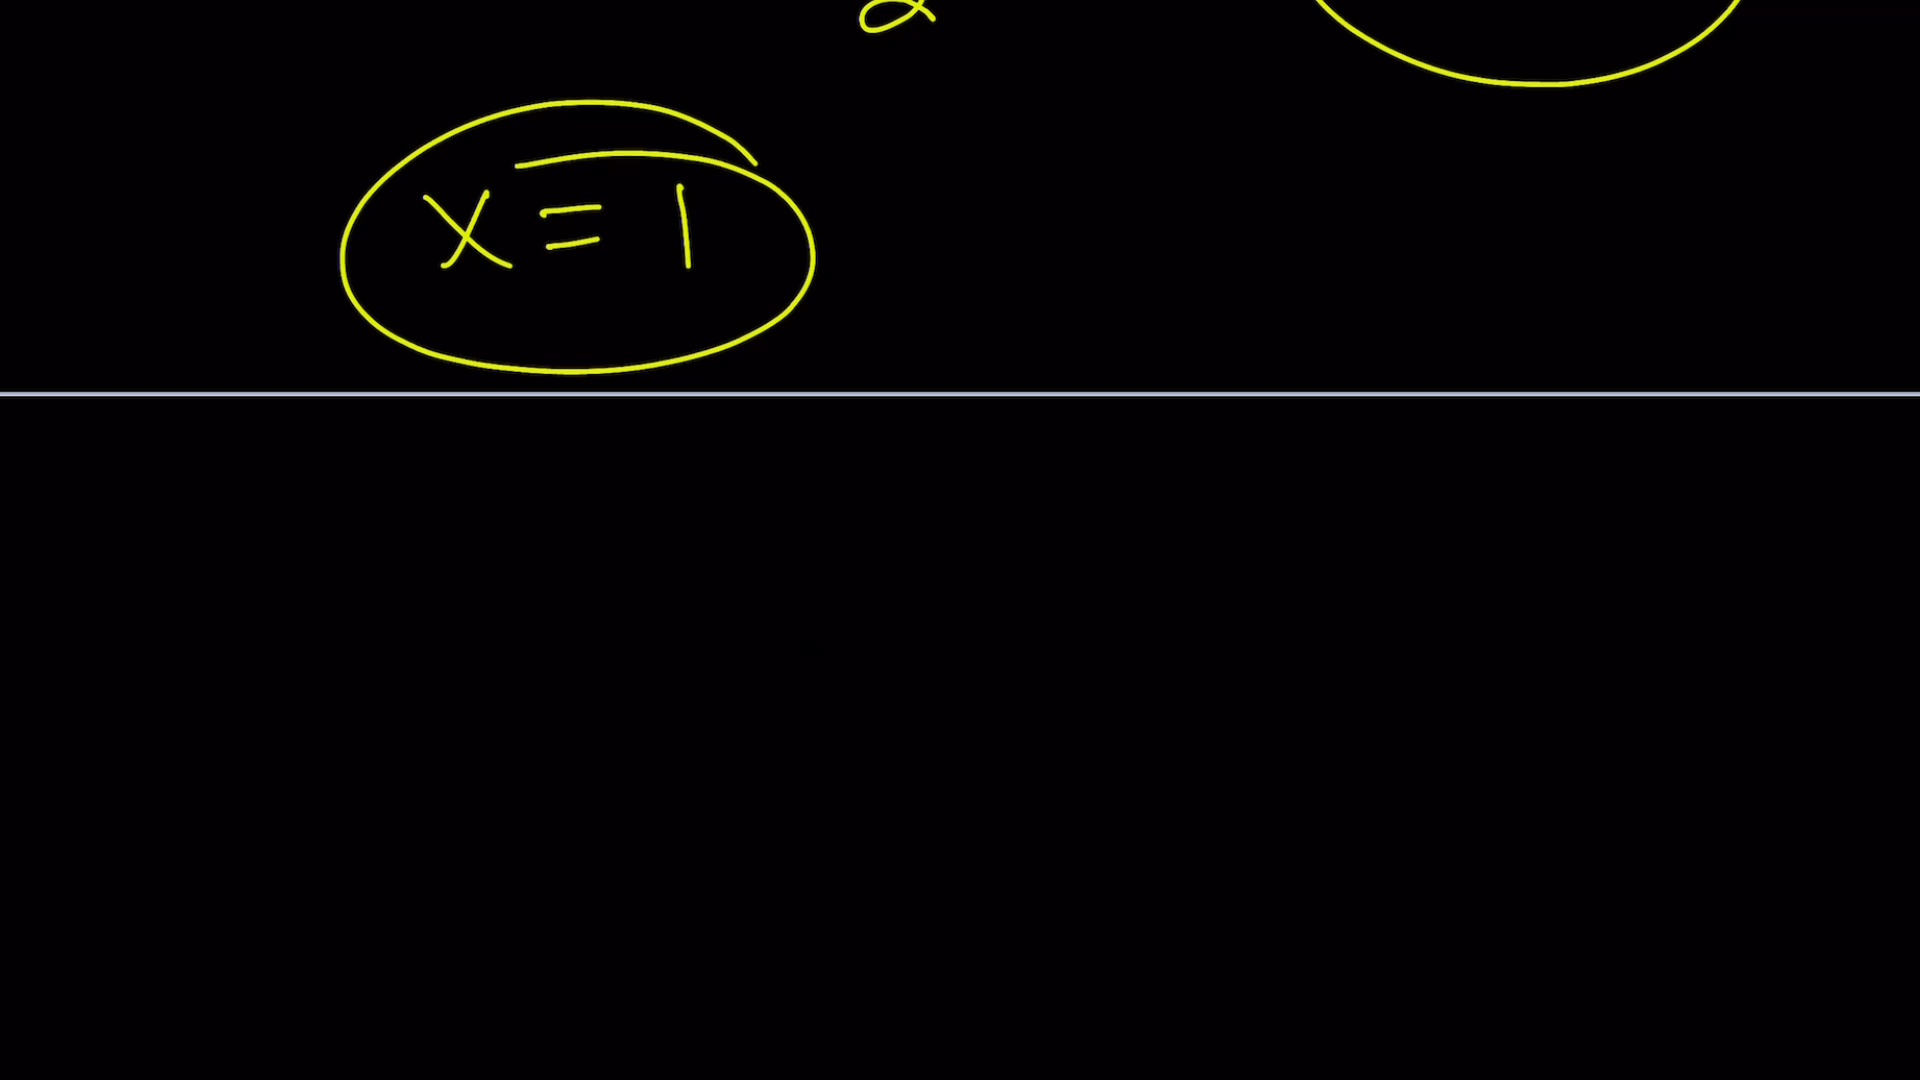 x = 1